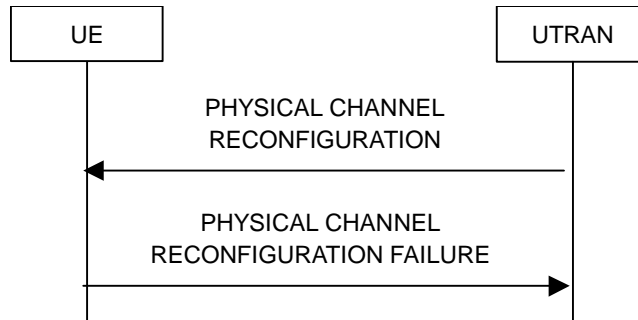 UE
UTRAN
PHYSICAL CHANNEL
RECONFIGURATION
PHYSICAL CHANNEL
RECONFIGURATION FAILURE